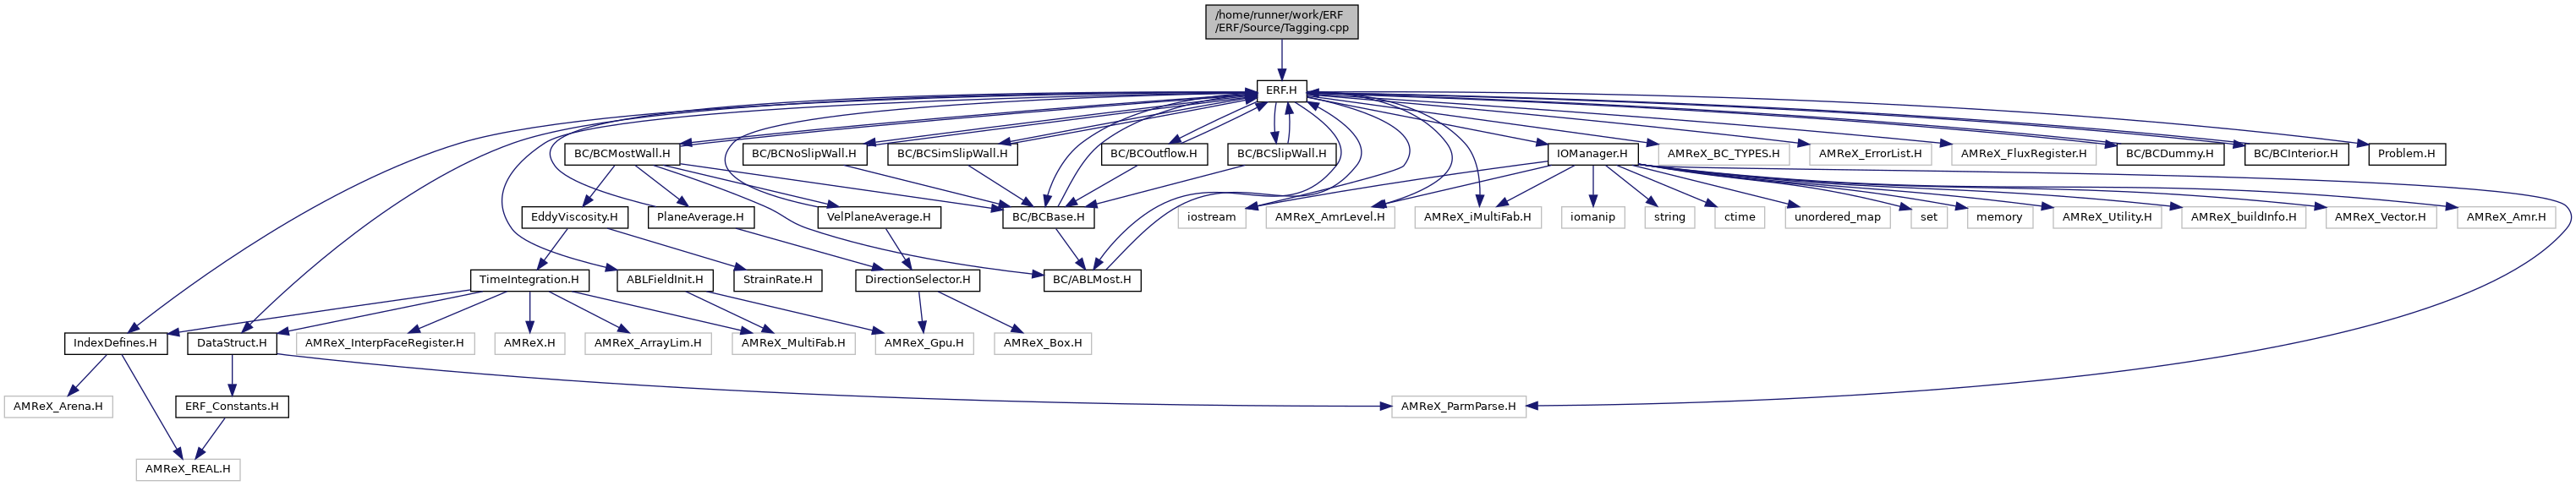 /home/runner/work/ERF
/ERF/Source/Tagging.cpp
ERF.H
BC/BCMostWall.H
BC/BCNoSlipWall.H
BC/BCSimSlipWall.H
BC/BCOutflow.H
BC/BCSlipWall.H
IOManager.H
AMReX_BC_TYPES.H
AMReX_ErrorList.H
AMReX_FluxRegister.H
BC/BCDummy.H
BC/BCInterior.H
Problem.H
EddyViscosity.H
PlaneAverage.H
VelPlaneAverage.H
BC/BCBase.H
iostream
AMReX_AmrLevel.H
AMReX_iMultiFab.H
iomanip
string
ctime
unordered_map
set
memory
AMReX_Utility.H
AMReX_buildInfo.H
AMReX_Vector.H
AMReX_Amr.H
TimeIntegration.H
ABLFieldInit.H
StrainRate.H
DirectionSelector.H
BC/ABLMost.H
IndexDefines.H
DataStruct.H
AMReX_InterpFaceRegister.H
AMReX.H
AMReX_ArrayLim.H
AMReX_MultiFab.H
AMReX_Gpu.H
AMReX_Box.H
AMReX_Arena.H
ERF_Constants.H
AMReX_ParmParse.H
AMReX_REAL.H